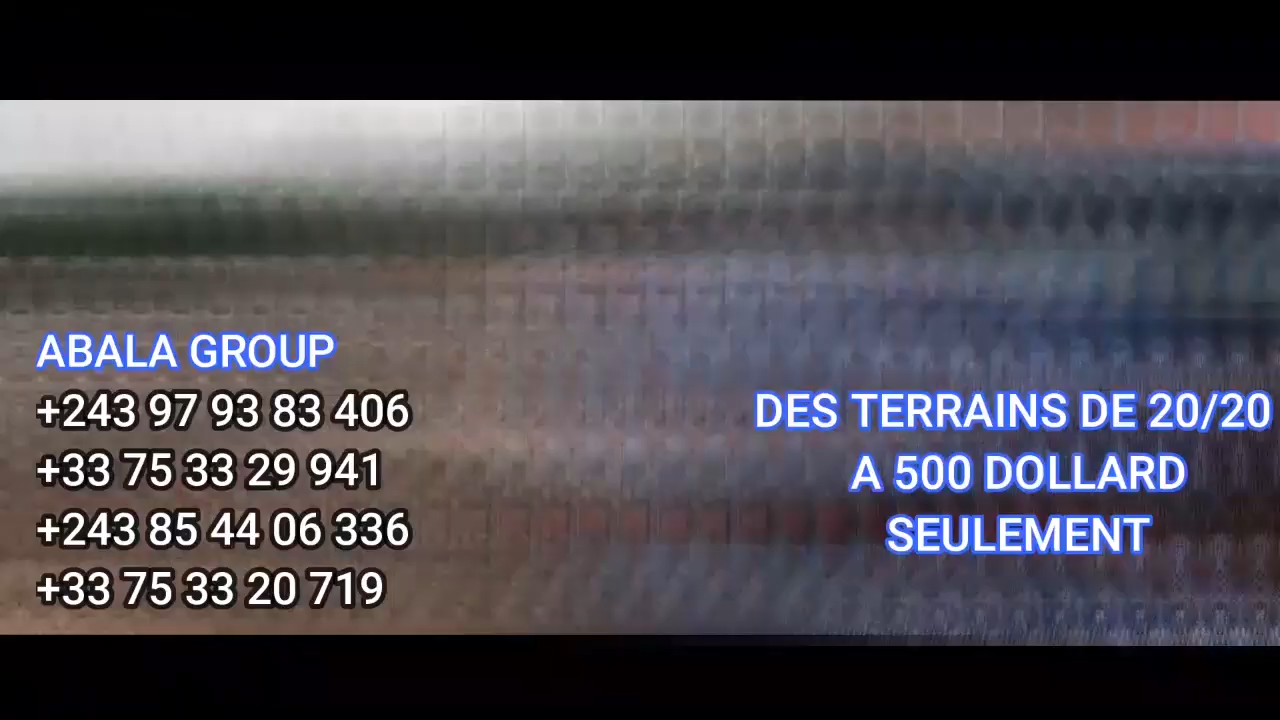 ABALA GROUP
+243 97 93 83 406
+33 75 33 29 941
+243 85 44 06 336
+33 75 33 20 719
DES TERRAINS DE 20/20
A 500 DOLLARD
SEULEMENT